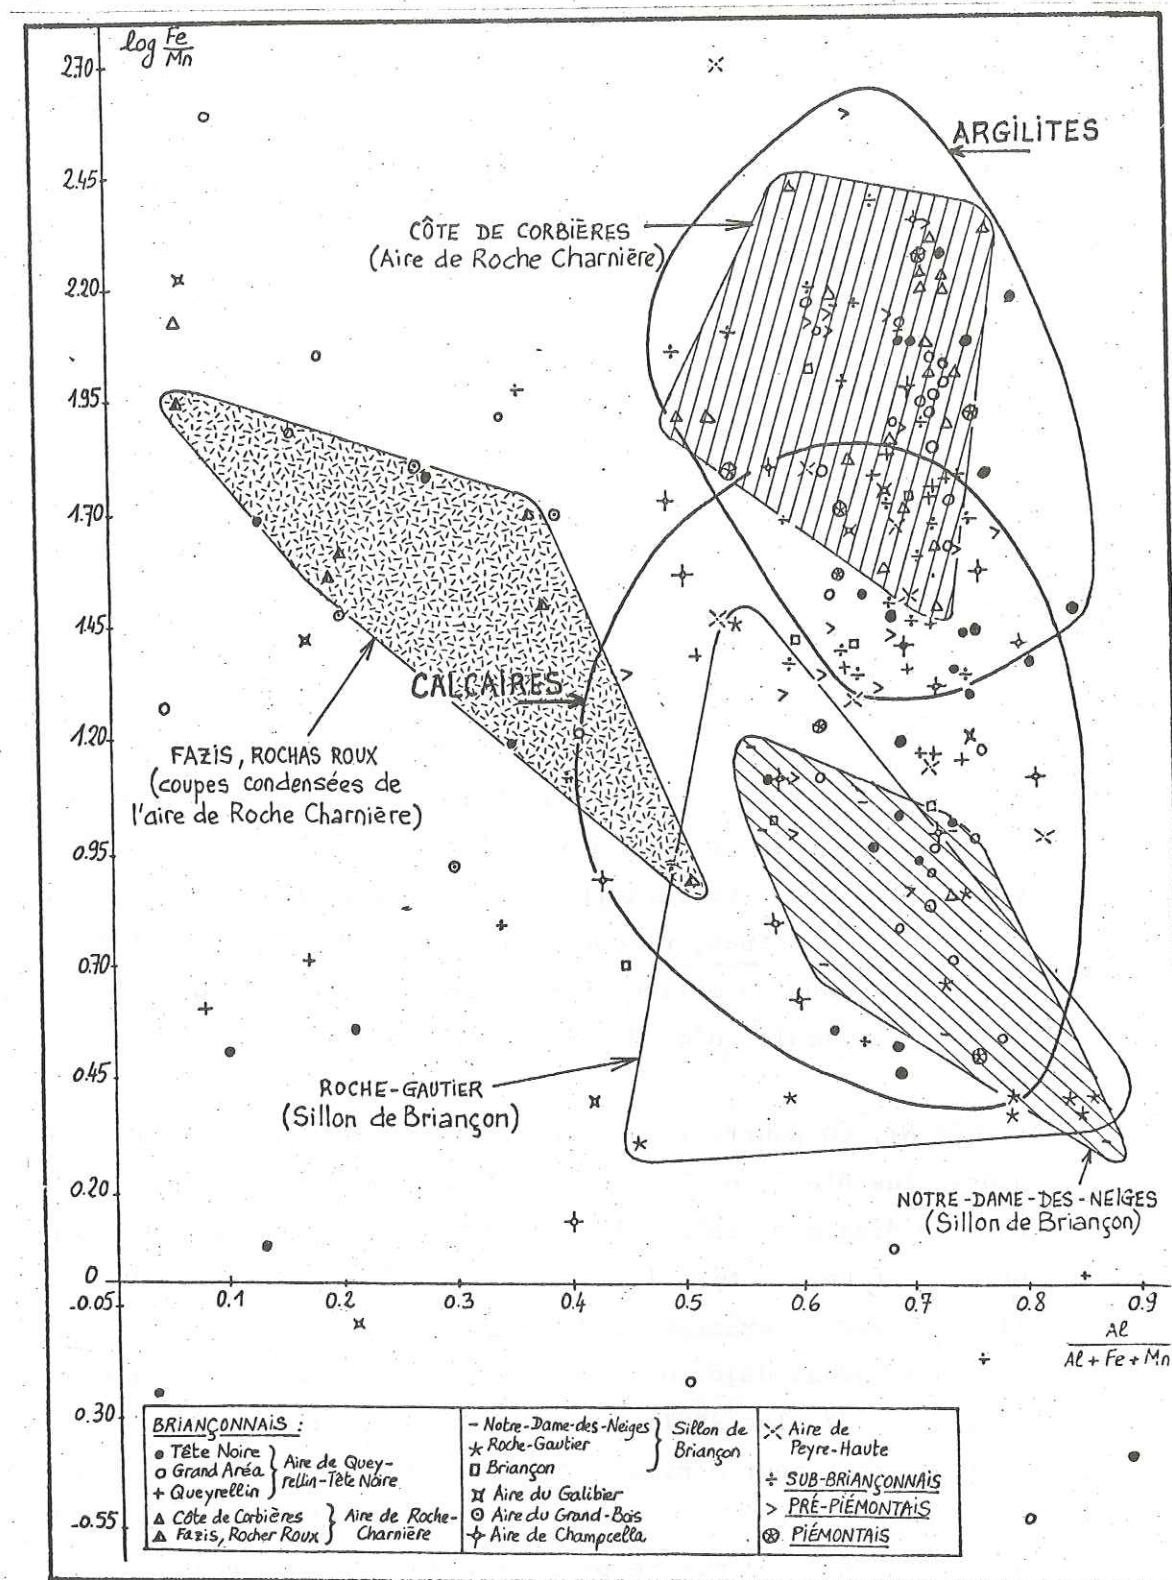 log Fe/Mn
2.70
2.45
2.20
1.95
1.70
1.45
1.20
0.95
0.70
0.45
0.20
0
-0.05
0.30
-0.55
ARGILITES
CÔTE DE CORBIÈRES
(Aire de Roche Charnière)
CALCAIRES
FAZIS, ROCHAS ROUX
(coupes condensées de
l'aire de Roche Charnière)
ROCHE-GAUTIER
(Sillon de Briançon)
NOTRE-DAME-DES-NEIGES
(Sillon de Briançon)
0.1 0.2 0.3 0.4 0.5 0.6 0.7 0.8 0.9
Al
Al + Fe + Mn
BRIANÇONNAIS :
Tête Noire
Grand Aréa
Queyrellin
Aire de Quey-
rellin-Tête Noire
Côte de Corbières
Fazis, Rocher Roux
Aire de Roche-
Charnière
Notre-Dame-des-Neiges
Roche-Gautier
Briançon
Sillon de
Briançon
Aire du Galibier
Aire du Grand-Bois
Aire de Champcella
Aire de
Peyre-Haute
SUB-BRIANÇONNAIS
PRÉ-PIÉMONTAIS
PIÉMONTAIS